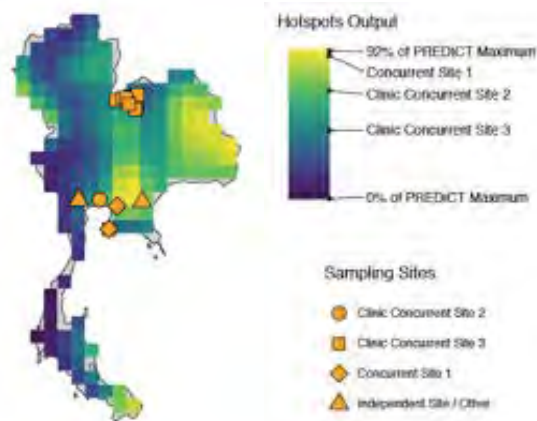 Hotspots Output
92% of PREDiCT Maximum
Concurrent Site 1
Clinic Concurrent Site 2
Clinic Concurrent Site 3
0% of PREDiCT Maximum
Sampling Sites
Clinic Concurrent Site 2
Clinic Concurrent Site 3
Concurrent Site 1
Independent Site / Other